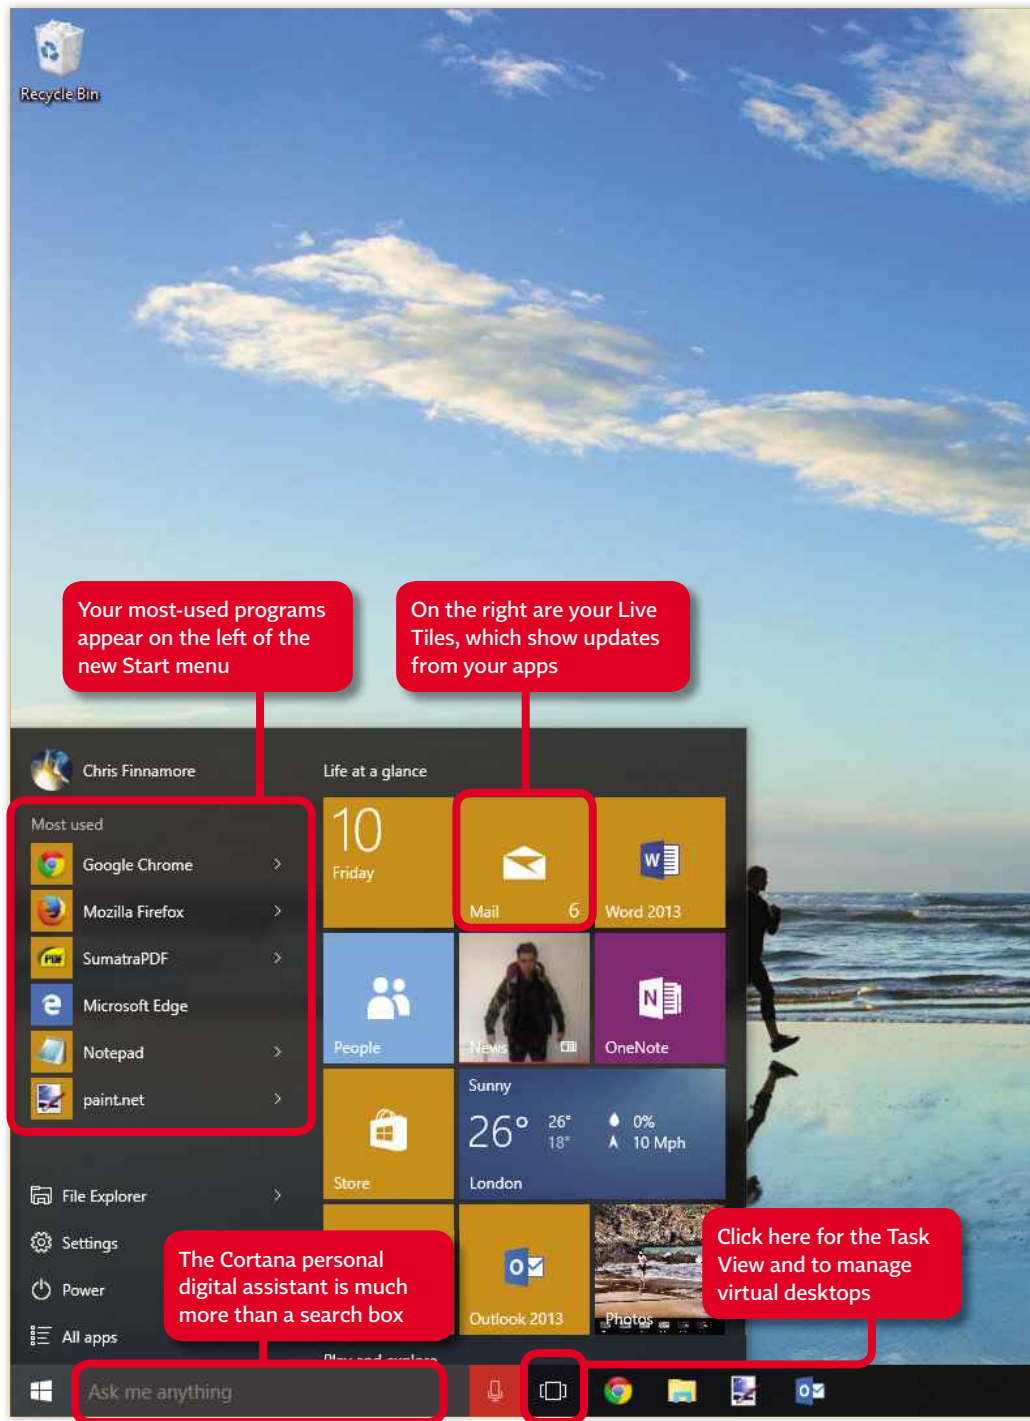 Recycle Bin
Your most-used programs
appear on the left of the
new Start menu
On the right are your Live
Tiles, which show updates
from your apps
Chris Finnamore
Most used
Google Chrome
Mozilla Firefox
PDF
SumatraPDF
Microsoft Edge
Notepad
paint.net
File Explorer
Settings
Power
All apps
Life at a glance
10
Friday
Mail 6
Word 2013
People
News
OneNote
Store
Sunny
26° 26° 0%
18° 10 Mph
London
Outlook 2013
Photos
Play and explore
The Cortana personal
digital assistant is much
more than a search box
Click here for the Task
View and to manage
virtual desktops
Ask me anything